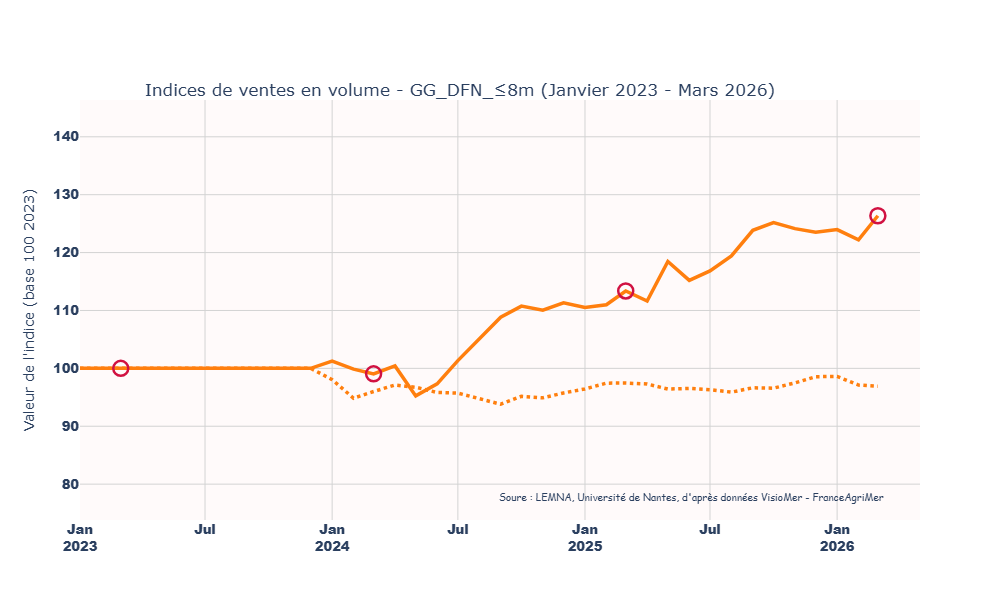 Indices de ventes en volume - GG_DFN_≤8m (Janvier 2023 - Mars 2026)
Valeur de l'indice (base 100 2023)
140
130
120
110
100
90
80
Soure : LEMNA, Université de Nantes, d'après données VisioMer - FranceAgriMer
Jan Jul Jan Jul Jan Jul Jan
2023 2024 2025 2026